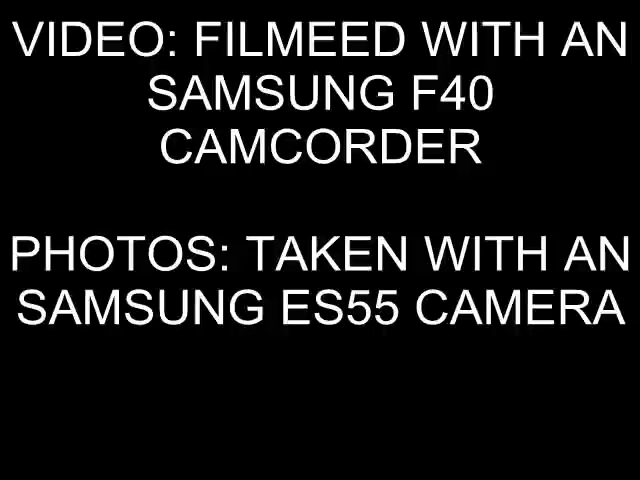 VIDEO: FILMEED WITH AN
SAMSUNG F40
CAMCORDER
PHOTOS: TAKEN WITH AN
SAMSUNG ES55 CAMERA